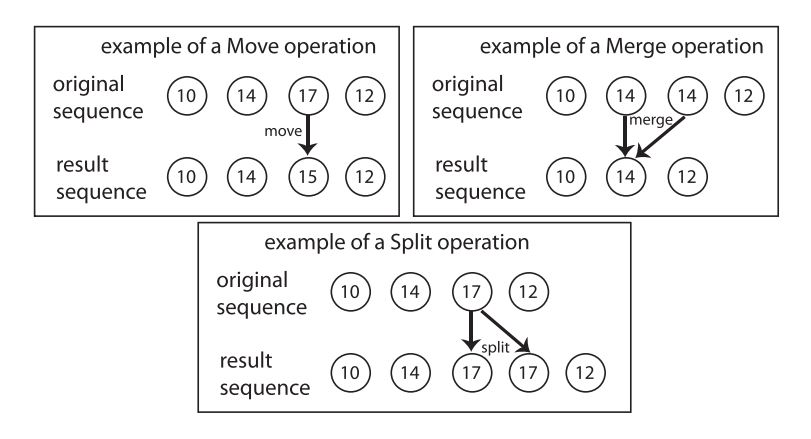 example of a Move operation
original
sequence
10 14 17 12
move
result
sequence
10 14 15 12
example of a Merge operation
original
sequence
10 14 14 12
merge
result
sequence
10 14 12
example of a Split operation
original
sequence
10 14 17 12
split
result
sequence
10 14 17 17 12